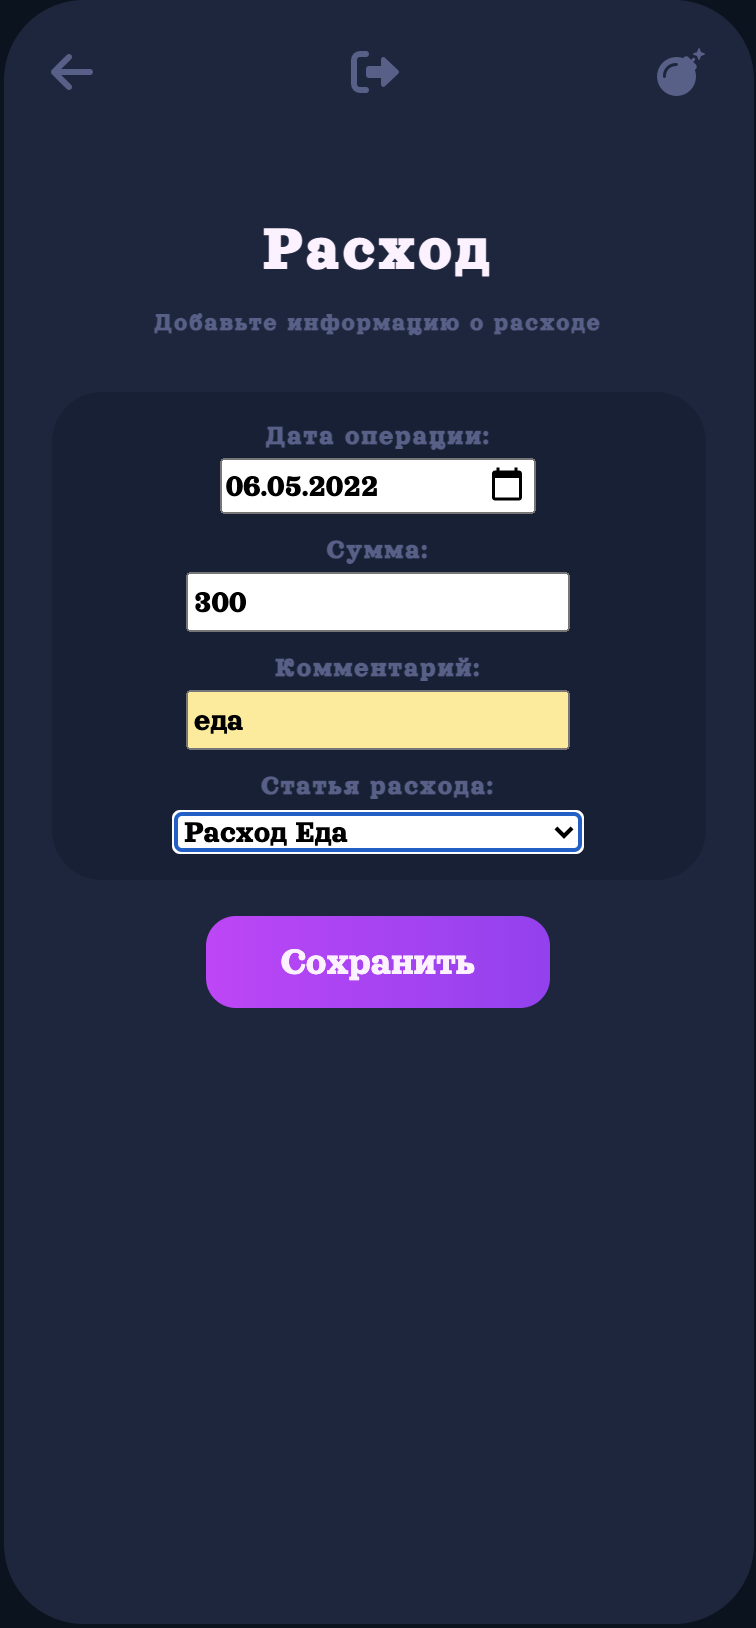 Расход
Добавьте информацию о расходе
Дата операции:
06.05.2022
Сумма:
300
Комментарий:
еда
Статья расхода:
Расход Еда
Сохранить